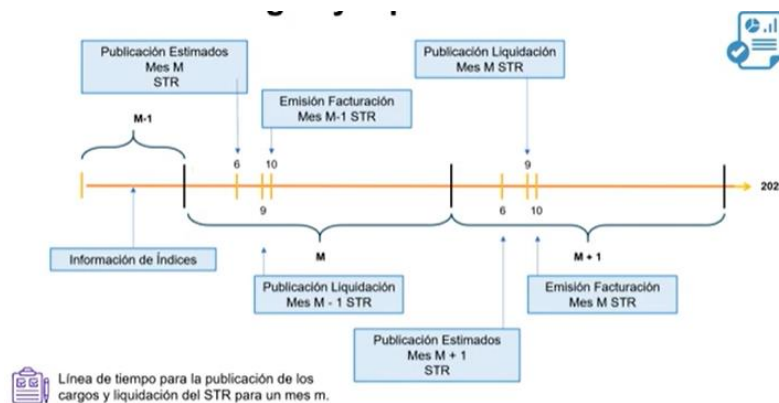 Publicación Estimados
Mes M
STR
Publicación Liquidación
Mes M STR
Emisión Facturación
Mes M-1 STR
M-1
6
10
9
202
9
6
10
Información de Índices
M
M + 1
Publicación Liquidación
Mes M - 1 STR
Emisión Facturación
Mes M STR
Publicación Estimados
Mes M + 1
STR
Línea de tiempo para la publicación de los
cargos y liquidación del STR para un mes m.